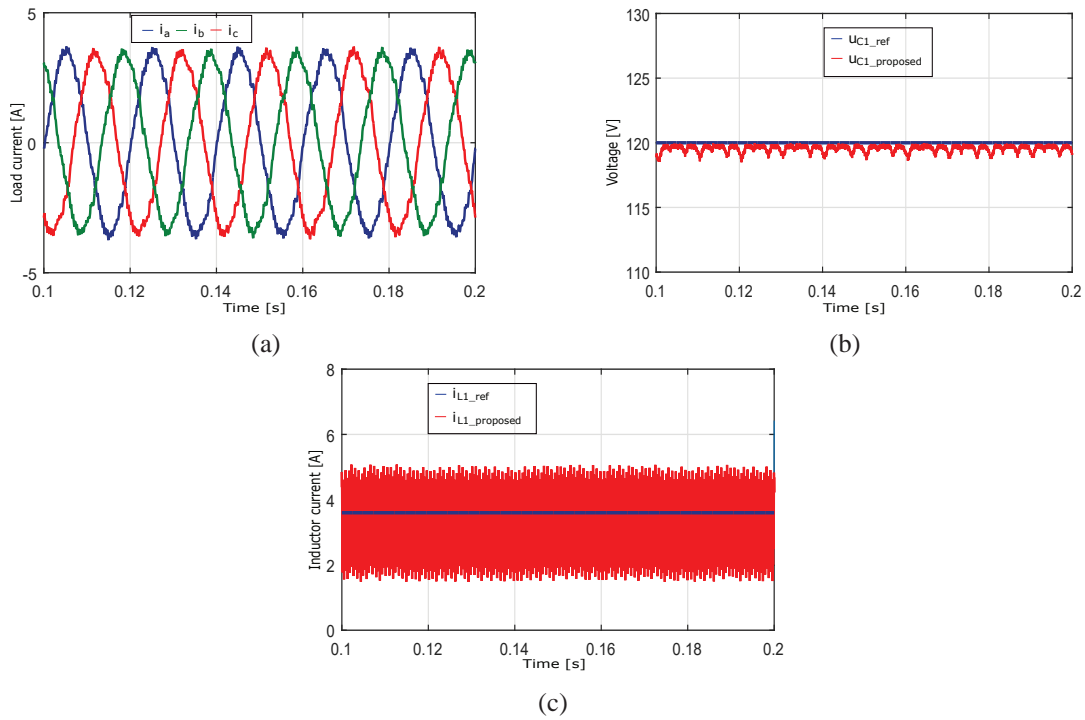 5
i_a i_b i_c
Load current [A]
0
-5
0.1 0.12 0.14 0.16 0.18 0.2
Time [s]
(a)
130
u_C1_ref
u_C1_proposed
125
Voltage [V]
120
115
110
0.1 0.12 0.14 0.16 0.18 0.2
Time [s]
(b)
8
i_L1_ref
i_L1_proposed
6
Inductor current [A]
4
2
0
0.1 0.12 0.14 0.16 0.18 0.2
Time [s]
(c)